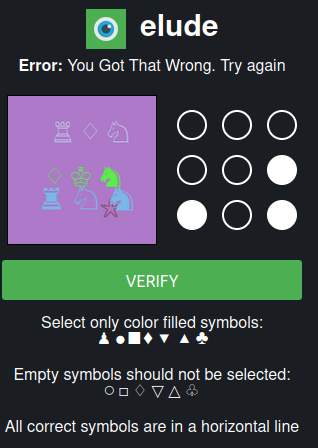 elude
Error: You Got That Wrong. Try again
♖ ♢ ♘
♢ ♔ ♞
♜ ♘ ♞
VERIFY
Select only color filled symbols:
♟ ● ■ ♦ ▼ ▲ ♣
Empty symbols should not be selected:
○ □ ♢ ▽ △ ♧
All correct symbols are in a horizontal line